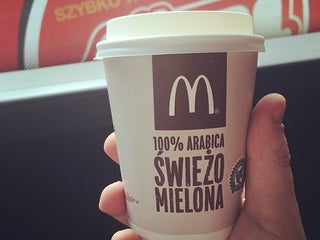 SZYBKO
100% ARABICA
ŚWIEŻO
MIELONA